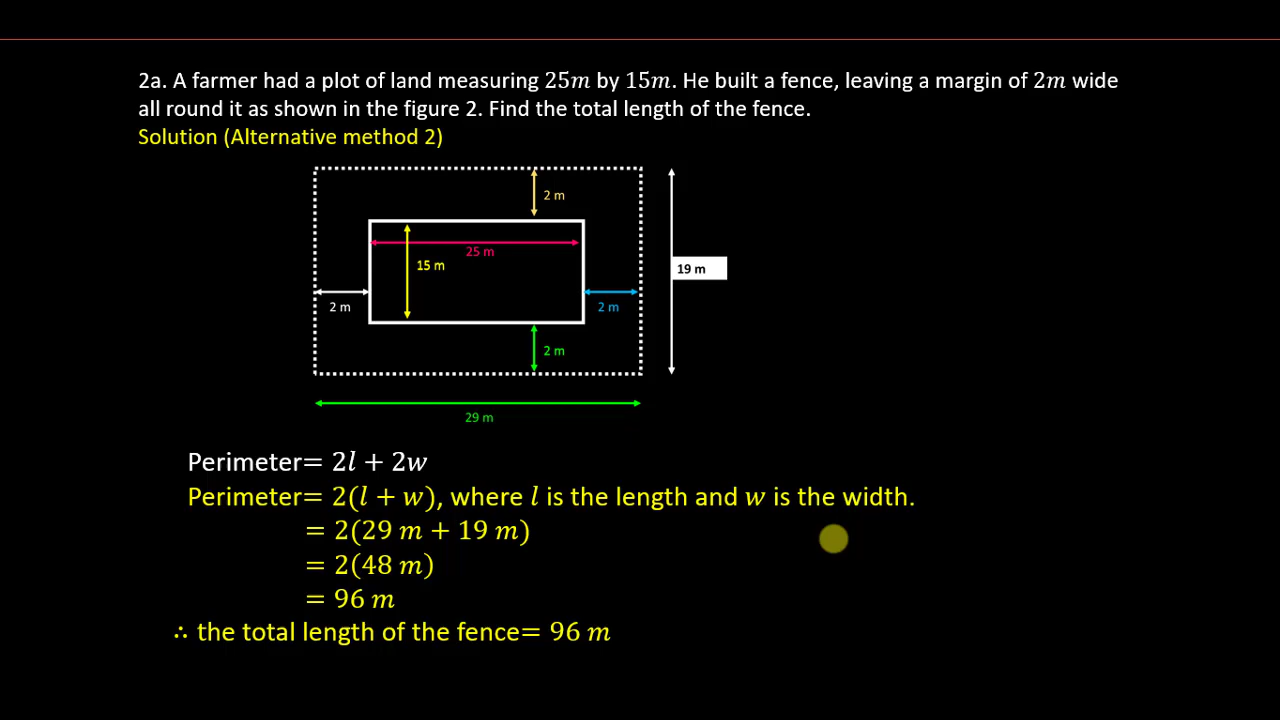 2a. A farmer had a plot of land measuring 25m by 15m. He built a fence, leaving a margin of 2m wide
all round it as shown in the figure 2. Find the total length of the fence.
Solution (Alternative method 2)
2 m
25 m
15 m
19 m
2 m
2 m
2 m
29 m
Perimeter= 2l + 2w
Perimeter= 2(l + w), where l is the length and w is the width.
= 2(29 m + 19 m)
= 2(48 m)
= 96 m
∴ the total length of the fence= 96 m